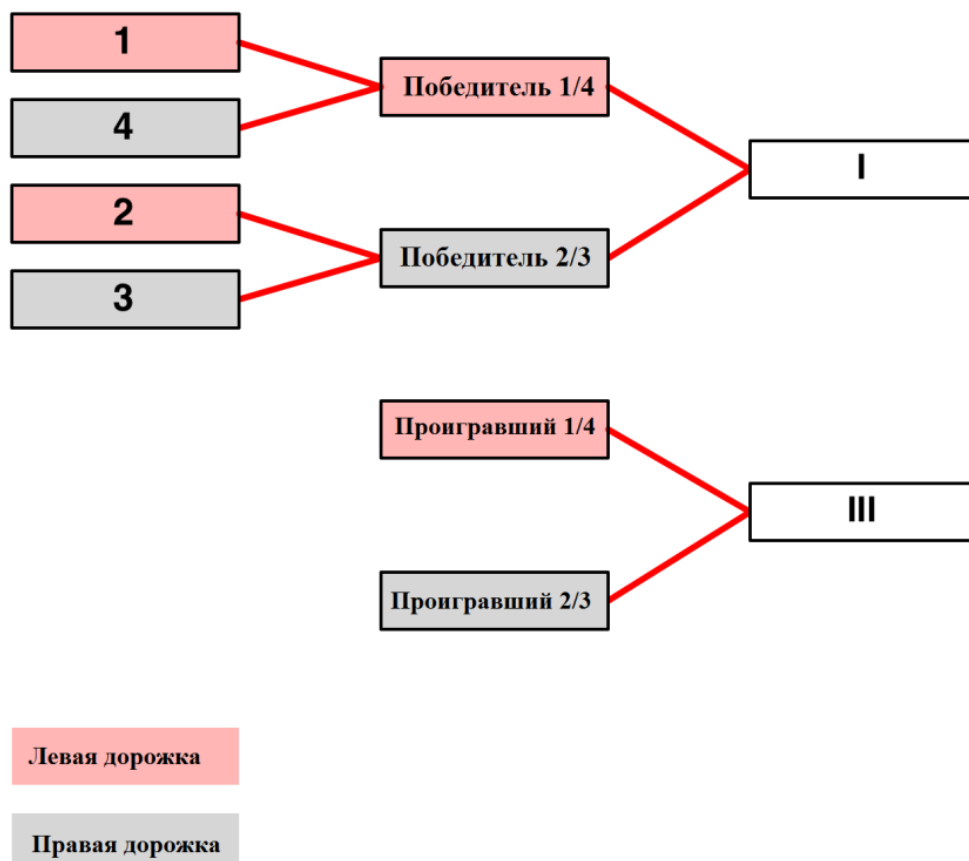 1
Победитель 1/4
4
I
2
Победитель 2/3
3
Проигравший 1/4
III
Проигравший 2/3
Левая дорожка
Правая дорожка